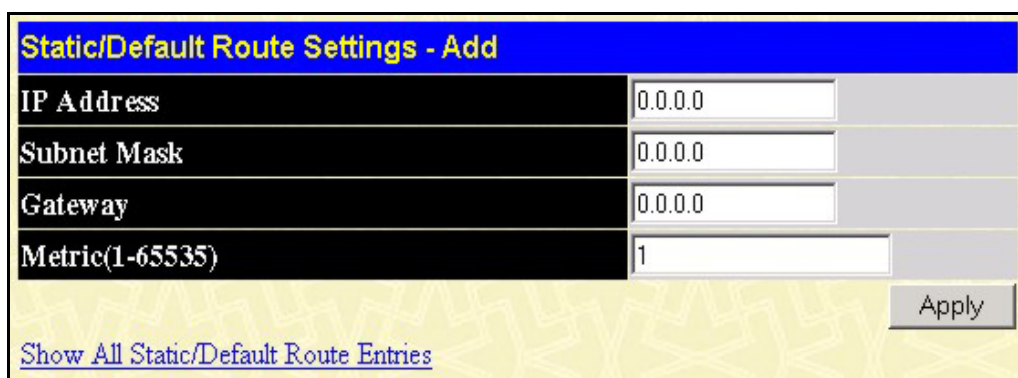 Static/Default Route Settings - Add
IP Address 0.0.0.0
Subnet Mask 0.0.0.0
Gateway 0.0.0.0
Metric(1-65535) 1
Apply
Show All Static/Default Route Entries